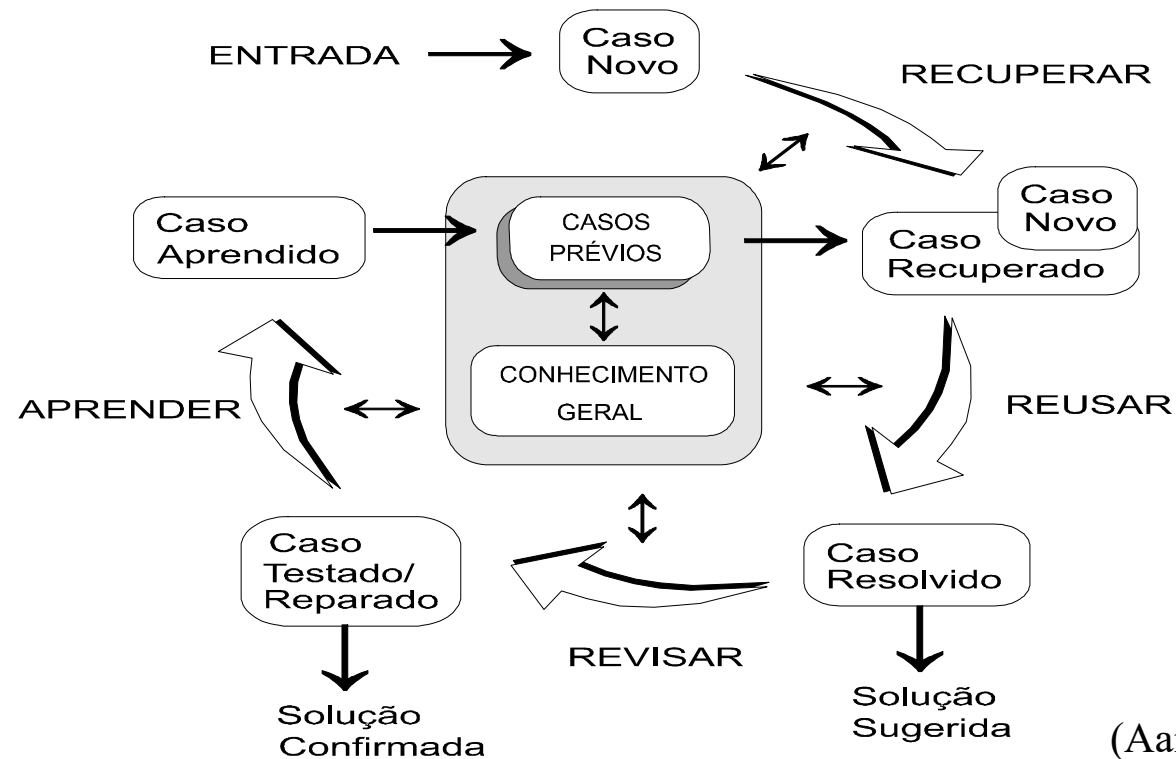 ENTRADA
Caso
Novo
RECUPERAR
Caso
Novo
Caso
Recuperado
Caso
Aprendido
CASOS
PRÉVIOS
CONHECIMENTO
GERAL
APRENDER
REUSAR
Caso
Testado/
Reparado
Caso
Resolvido
REVISAR
Solução
Confirmada
Solução
Sugerida